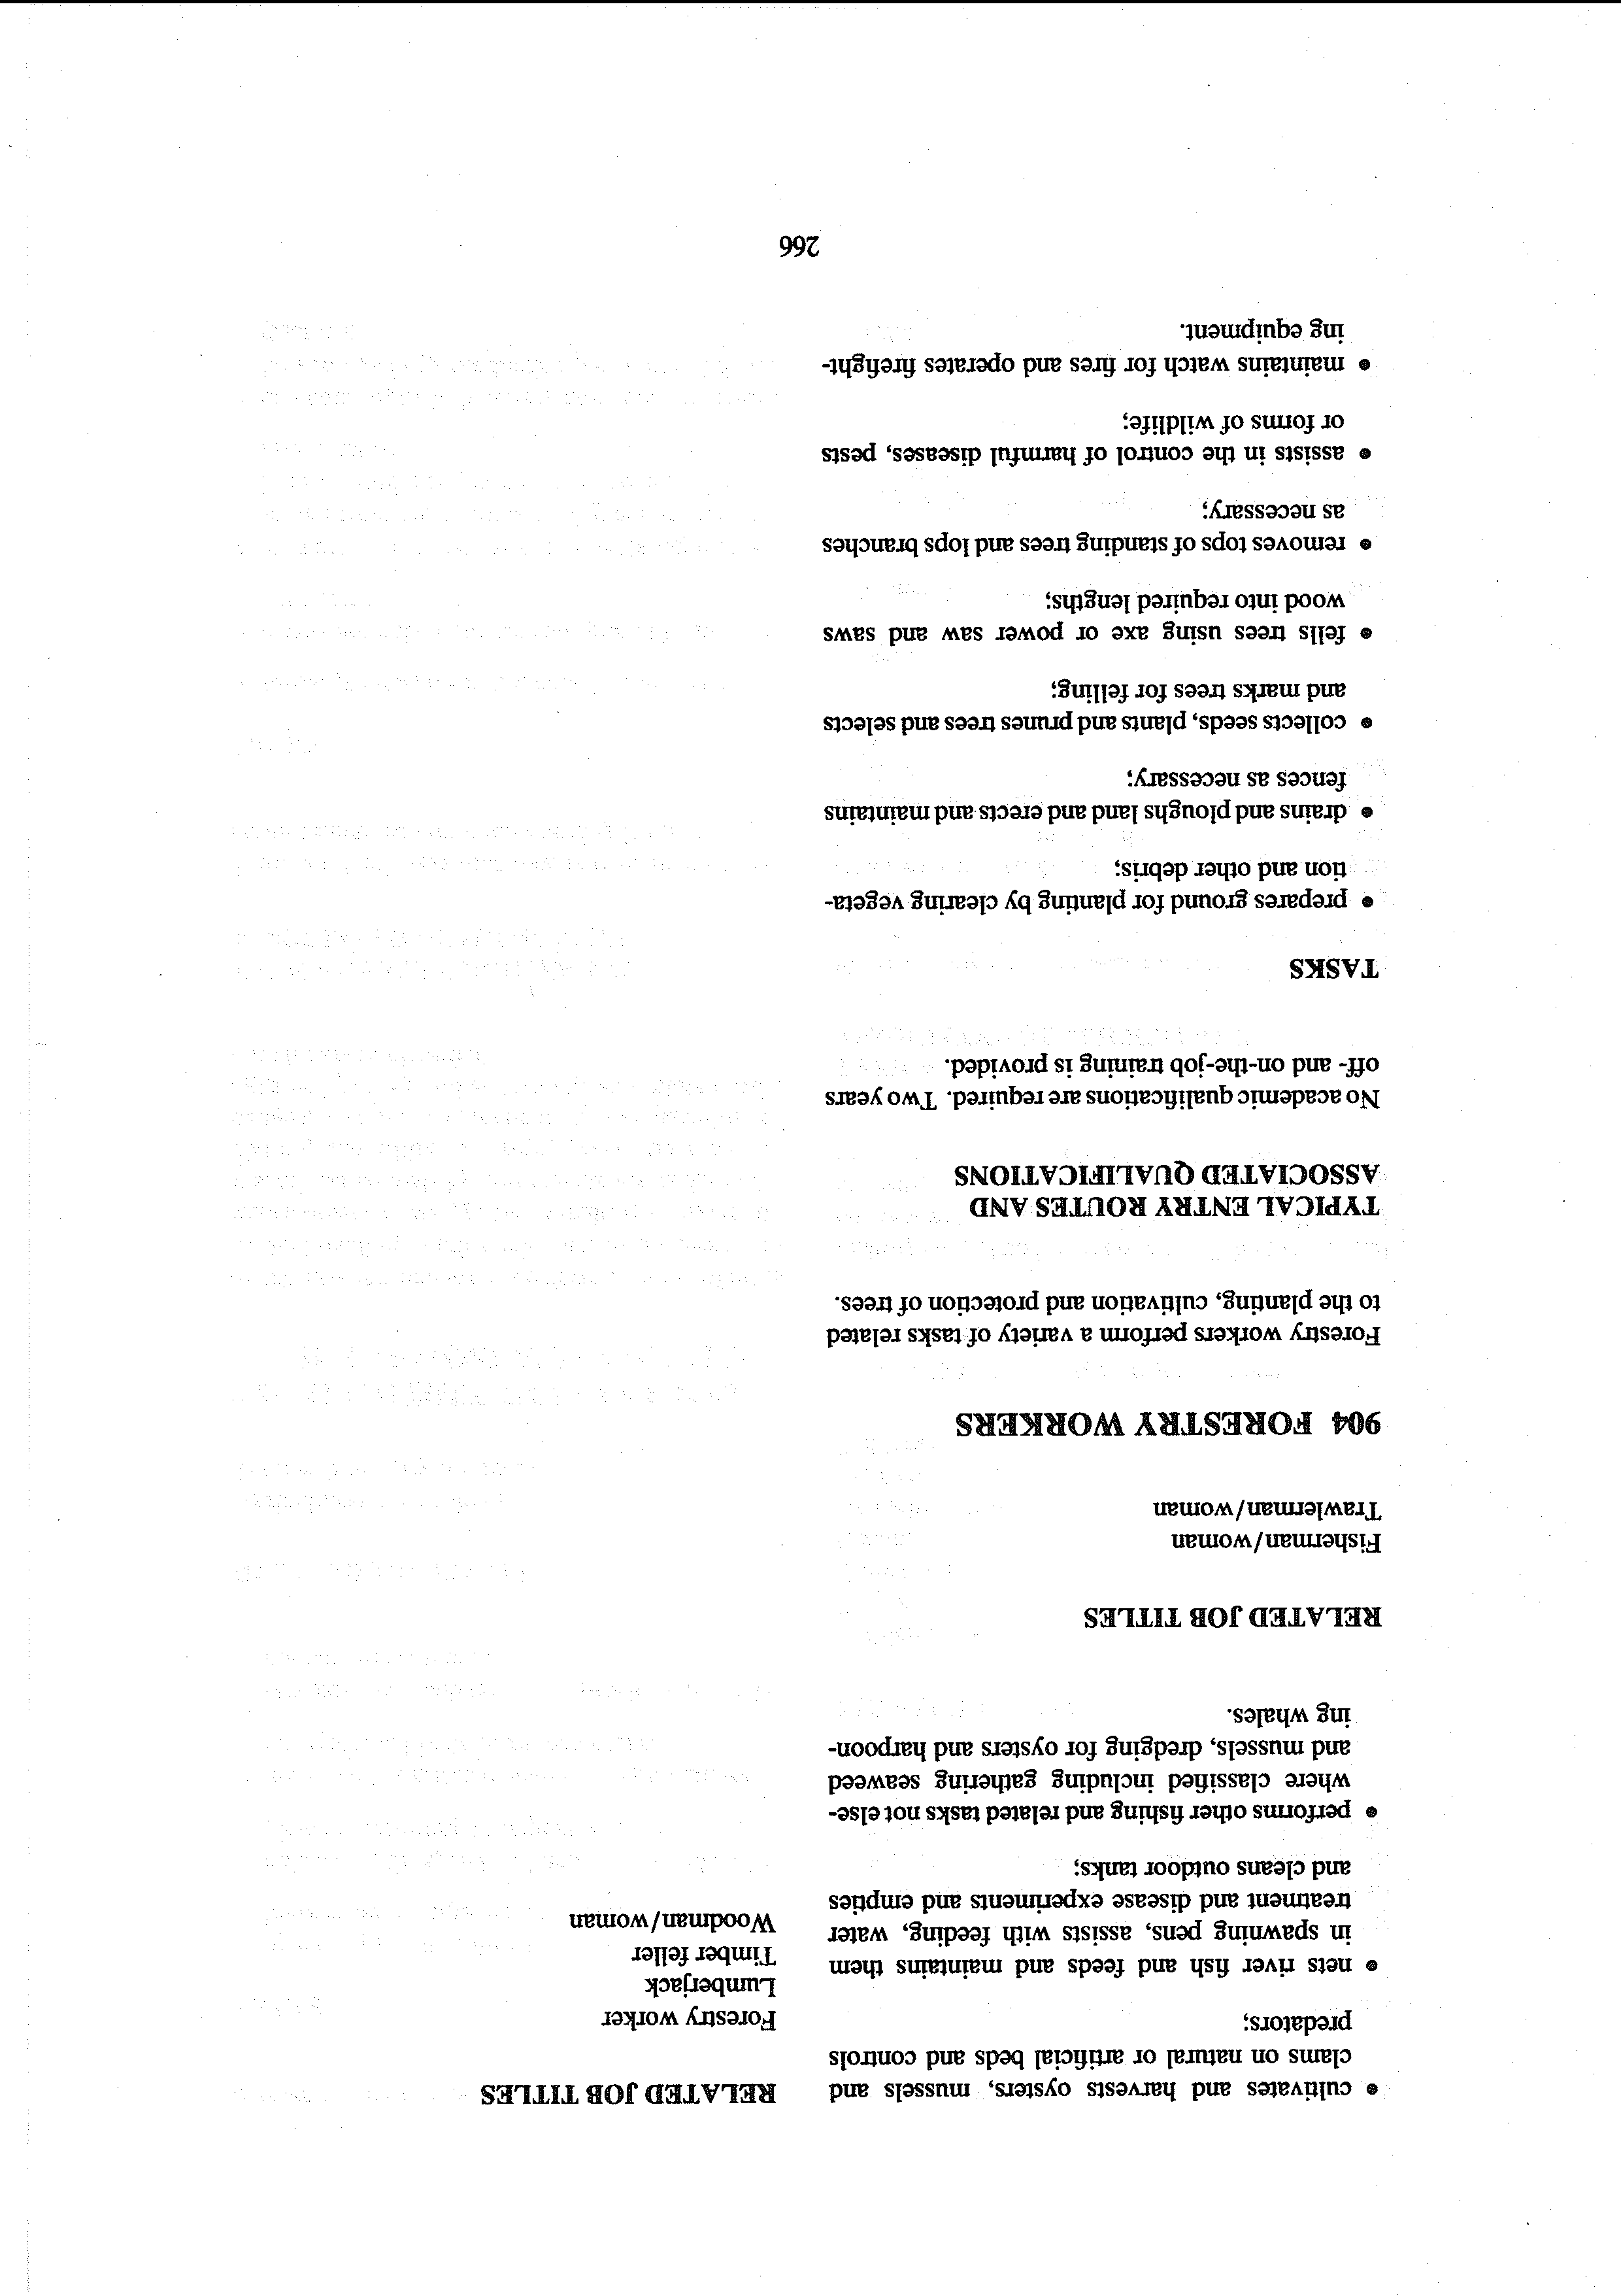 • cultivates and harvests oysters, mussels and
clams on natural or artificial beds and controls
predators;
• nets river fish and feeds and maintains them
in spawning pens, assists with feeding, water
treatment and disease experiments and empties
and cleans outdoor tanks;
• performs other fishing and related tasks not else-
where classified including gathering seaweed
and mussels, dredging for oysters and harpoon-
ing whales.
RELATED JOB TITLES
Fisherman/woman
Trawlerman/woman
904 FORESTRY WORKERS
Forestry workers perform a variety of tasks related
to the planting, cultivation and protection of trees.
TYPICAL ENTRY ROUTES AND
ASSOCIATED QUALIFICATIONS
No academic qualifications are required. Two years
off- and on-the-job training is provided.
TASKS
• prepares ground for planting by clearing vegeta-
tion and other debris;
• drains and ploughs land and erects and maintains
fences as necessary;
• collects seeds, plants and prunes trees and selects
and marks trees for felling;
• fells trees using axe or power saw and saws
wood into required lengths;
• removes tops of standing trees and lops branches
as necessary;
• assists in the control of harmful diseases, pests
or forms of wildlife;
• maintains watch for fires and operates firefight-
ing equipment.
RELATED JOB TITLES
Forestry worker
Lumberjack
Timber feller
Woodman/woman
266